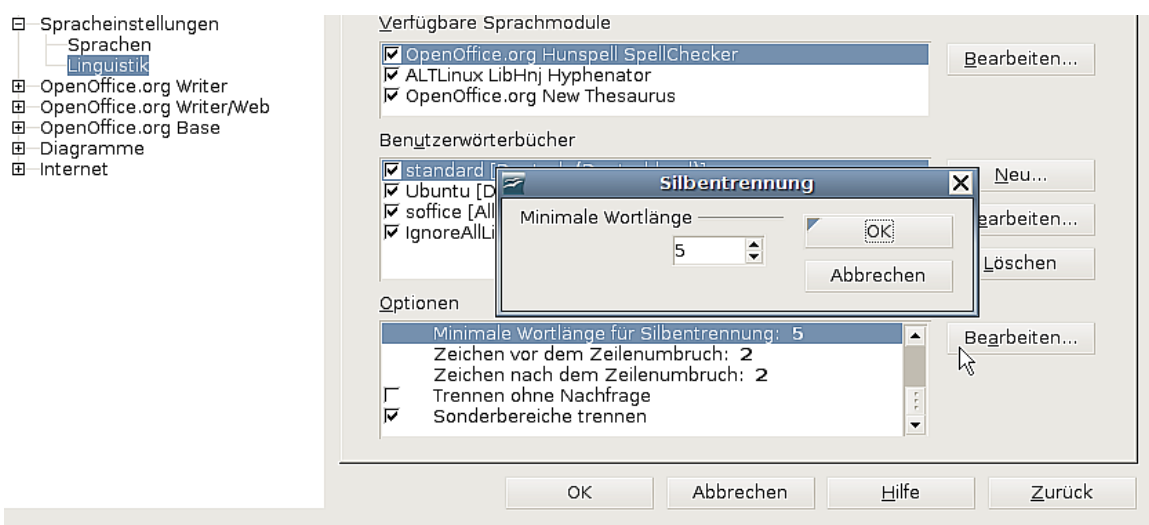 Spracheinstellungen
Sprachen
Linguistik
OpenOffice.org Writer
OpenOffice.org Writer/Web
OpenOffice.org Base
Diagramme
Internet
Verfügbare Sprachmodule
OpenOffice.org Hunspell SpellChecker
ALTLinux LibHnj Hyphenator
OpenOffice.org New Thesaurus
Bearbeiten...
Benutzerwörterbücher
standard
Ubuntu [D
soffice [All
IgnoreAllLi
Neu...
earbeiten...
Löschen
Silbentrennung
Minimale Wortlänge
5
OK
Abbrechen
Optionen
Minimale Wortlänge für Silbentrennung: 5
Zeichen vor dem Zeilenumbruch: 2
Zeichen nach dem Zeilenumbruch: 2
Trennen ohne Nachfrage
Sonderbereiche trennen
Bearbeiten...
OK Abbrechen Hilfe Zurück